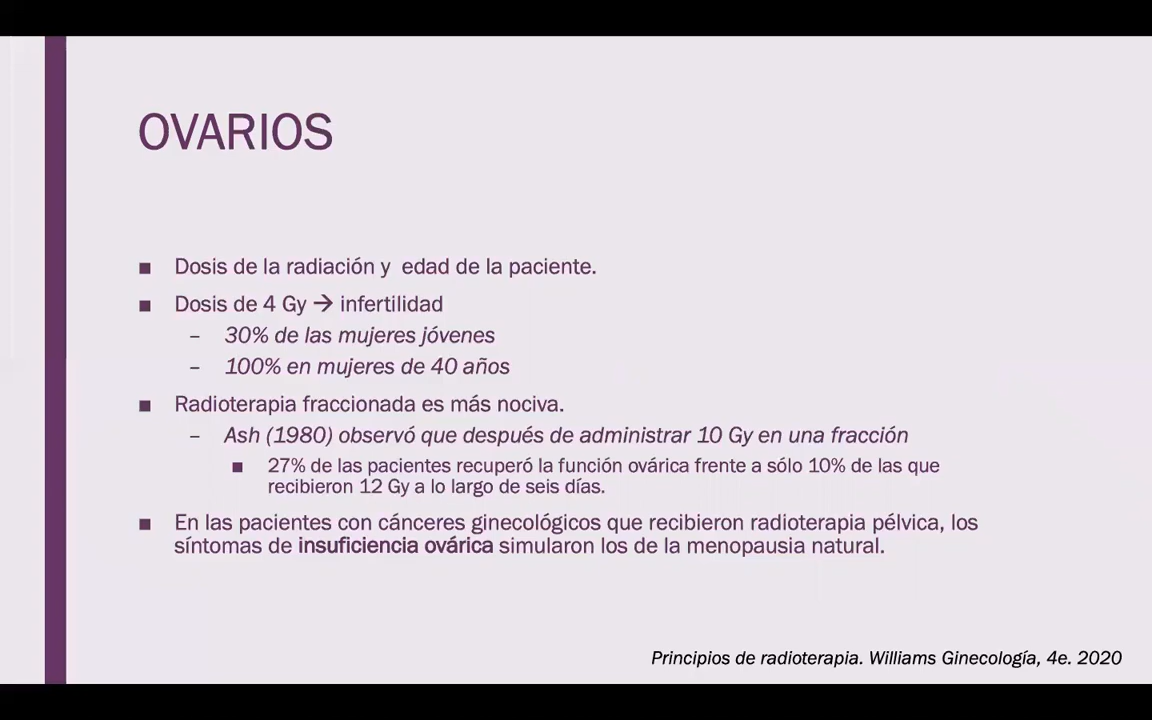 OVARIOS
■ Dosis de la radiación y edad de la paciente.
■ Dosis de 4 Gy → infertilidad
– 30% de las mujeres jóvenes
– 100% en mujeres de 40 años
■ Radioterapia fraccionada es más nociva.
– Ash (1980) observó que después de administrar 10 Gy en una fracción
■ 27% de las pacientes recuperó la función ovárica frente a sólo 10% de las que
recibieron 12 Gy a lo largo de seis días.
■ En las pacientes con cánceres ginecológicos que recibieron radioterapia pélvica, los
síntomas de insuficiencia ovárica simularon los de la menopausia natural.
Principios de radioterapia. Williams Ginecología, 4e. 2020